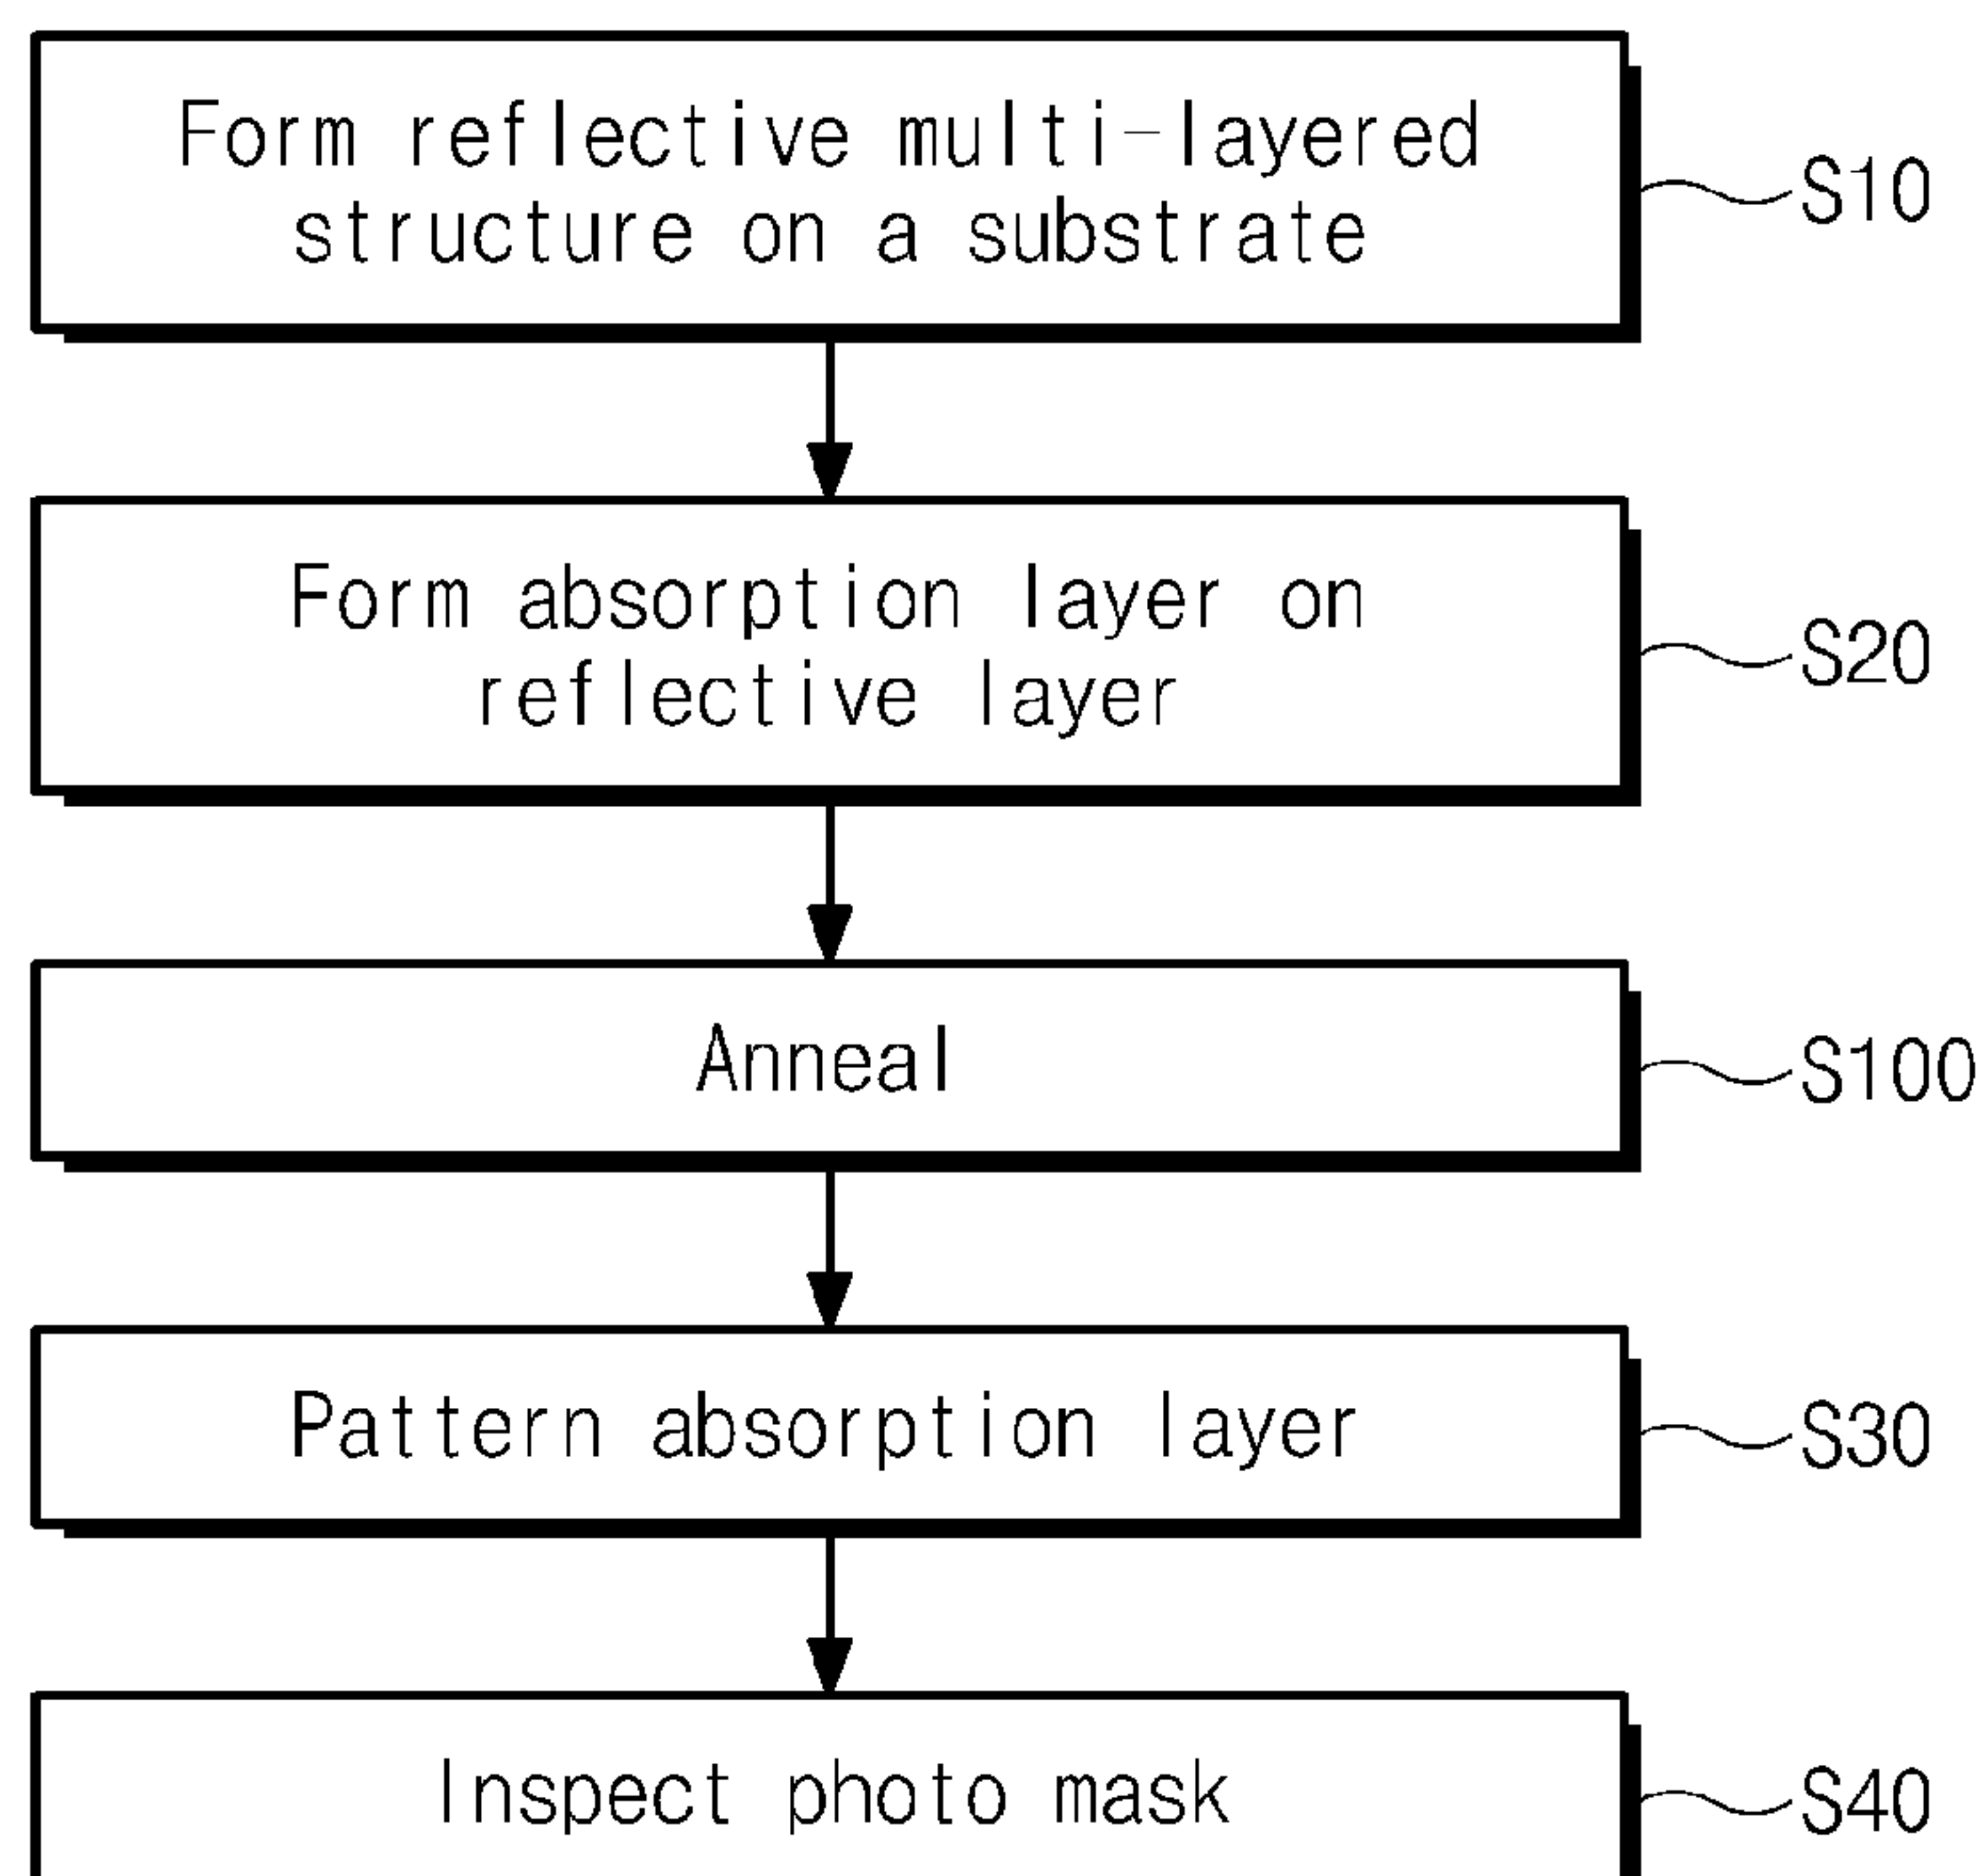 Form reflective multi-layered
structure on a substrate
S10
Form absorption layer on
reflective layer
S20
Anneal
S100
Pattern absorption layer
S30
Inspect photo mask
S40